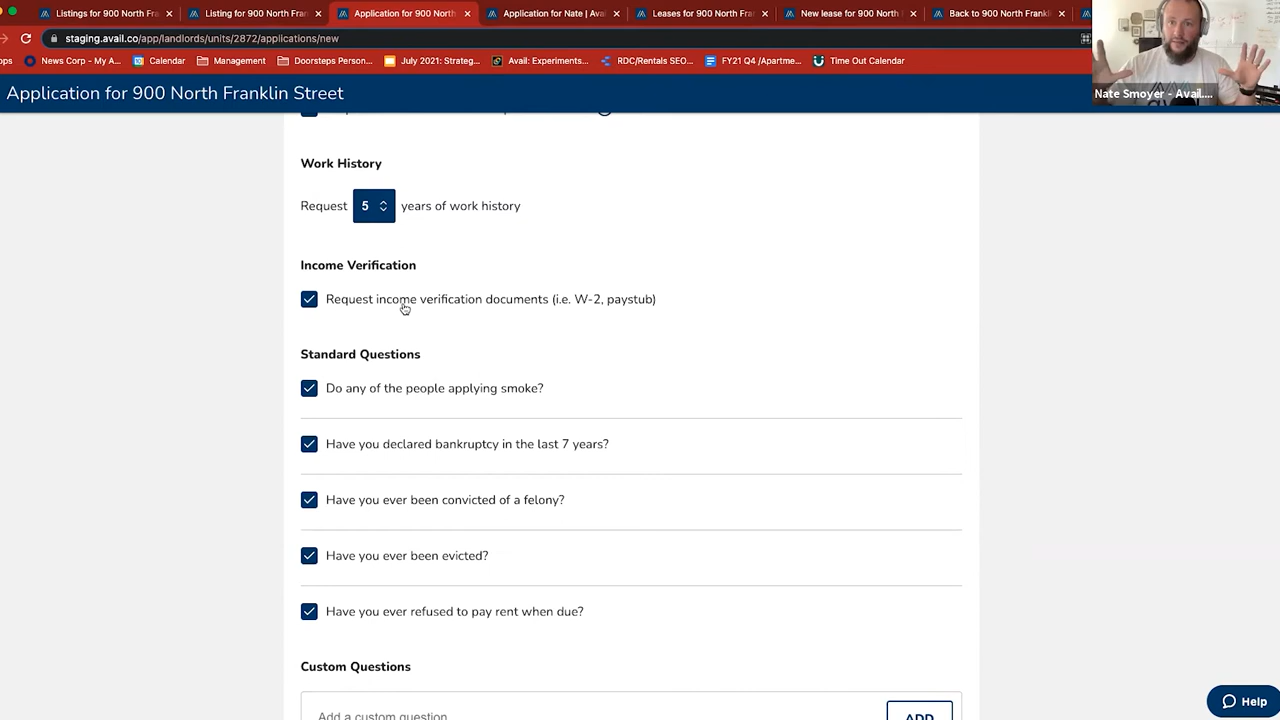 Listings for 900 North Fran
Listing for 900 North Frankl
Application for 900 North
Application for Nate | Avai
Leases for 900 North Frank
New lease for 900 North
Back to 900 North Frankl
staging.avail.co/app/landlords/units/2872/applications/new
ops
News Corp - My A...
Calendar
Management
Doorsteps Person...
July 2021: Strateg...
Avail: Experiments...
RDC/Rentals SEO...
FY21 Q4 /Apartme...
Time Out Calendar
Application for 900 North Franklin Street
Nate Smoyer - Avail....
Work History
Request 5 years of work history
Income Verification
Request income verification documents (i.e. W-2, paystub)
Standard Questions
Do any of the people applying smoke?
Have you declared bankruptcy in the last 7 years?
Have you ever been convicted of a felony?
Have you ever been evicted?
Have you ever refused to pay rent when due?
Custom Questions
Add a custom question
ADD
Help